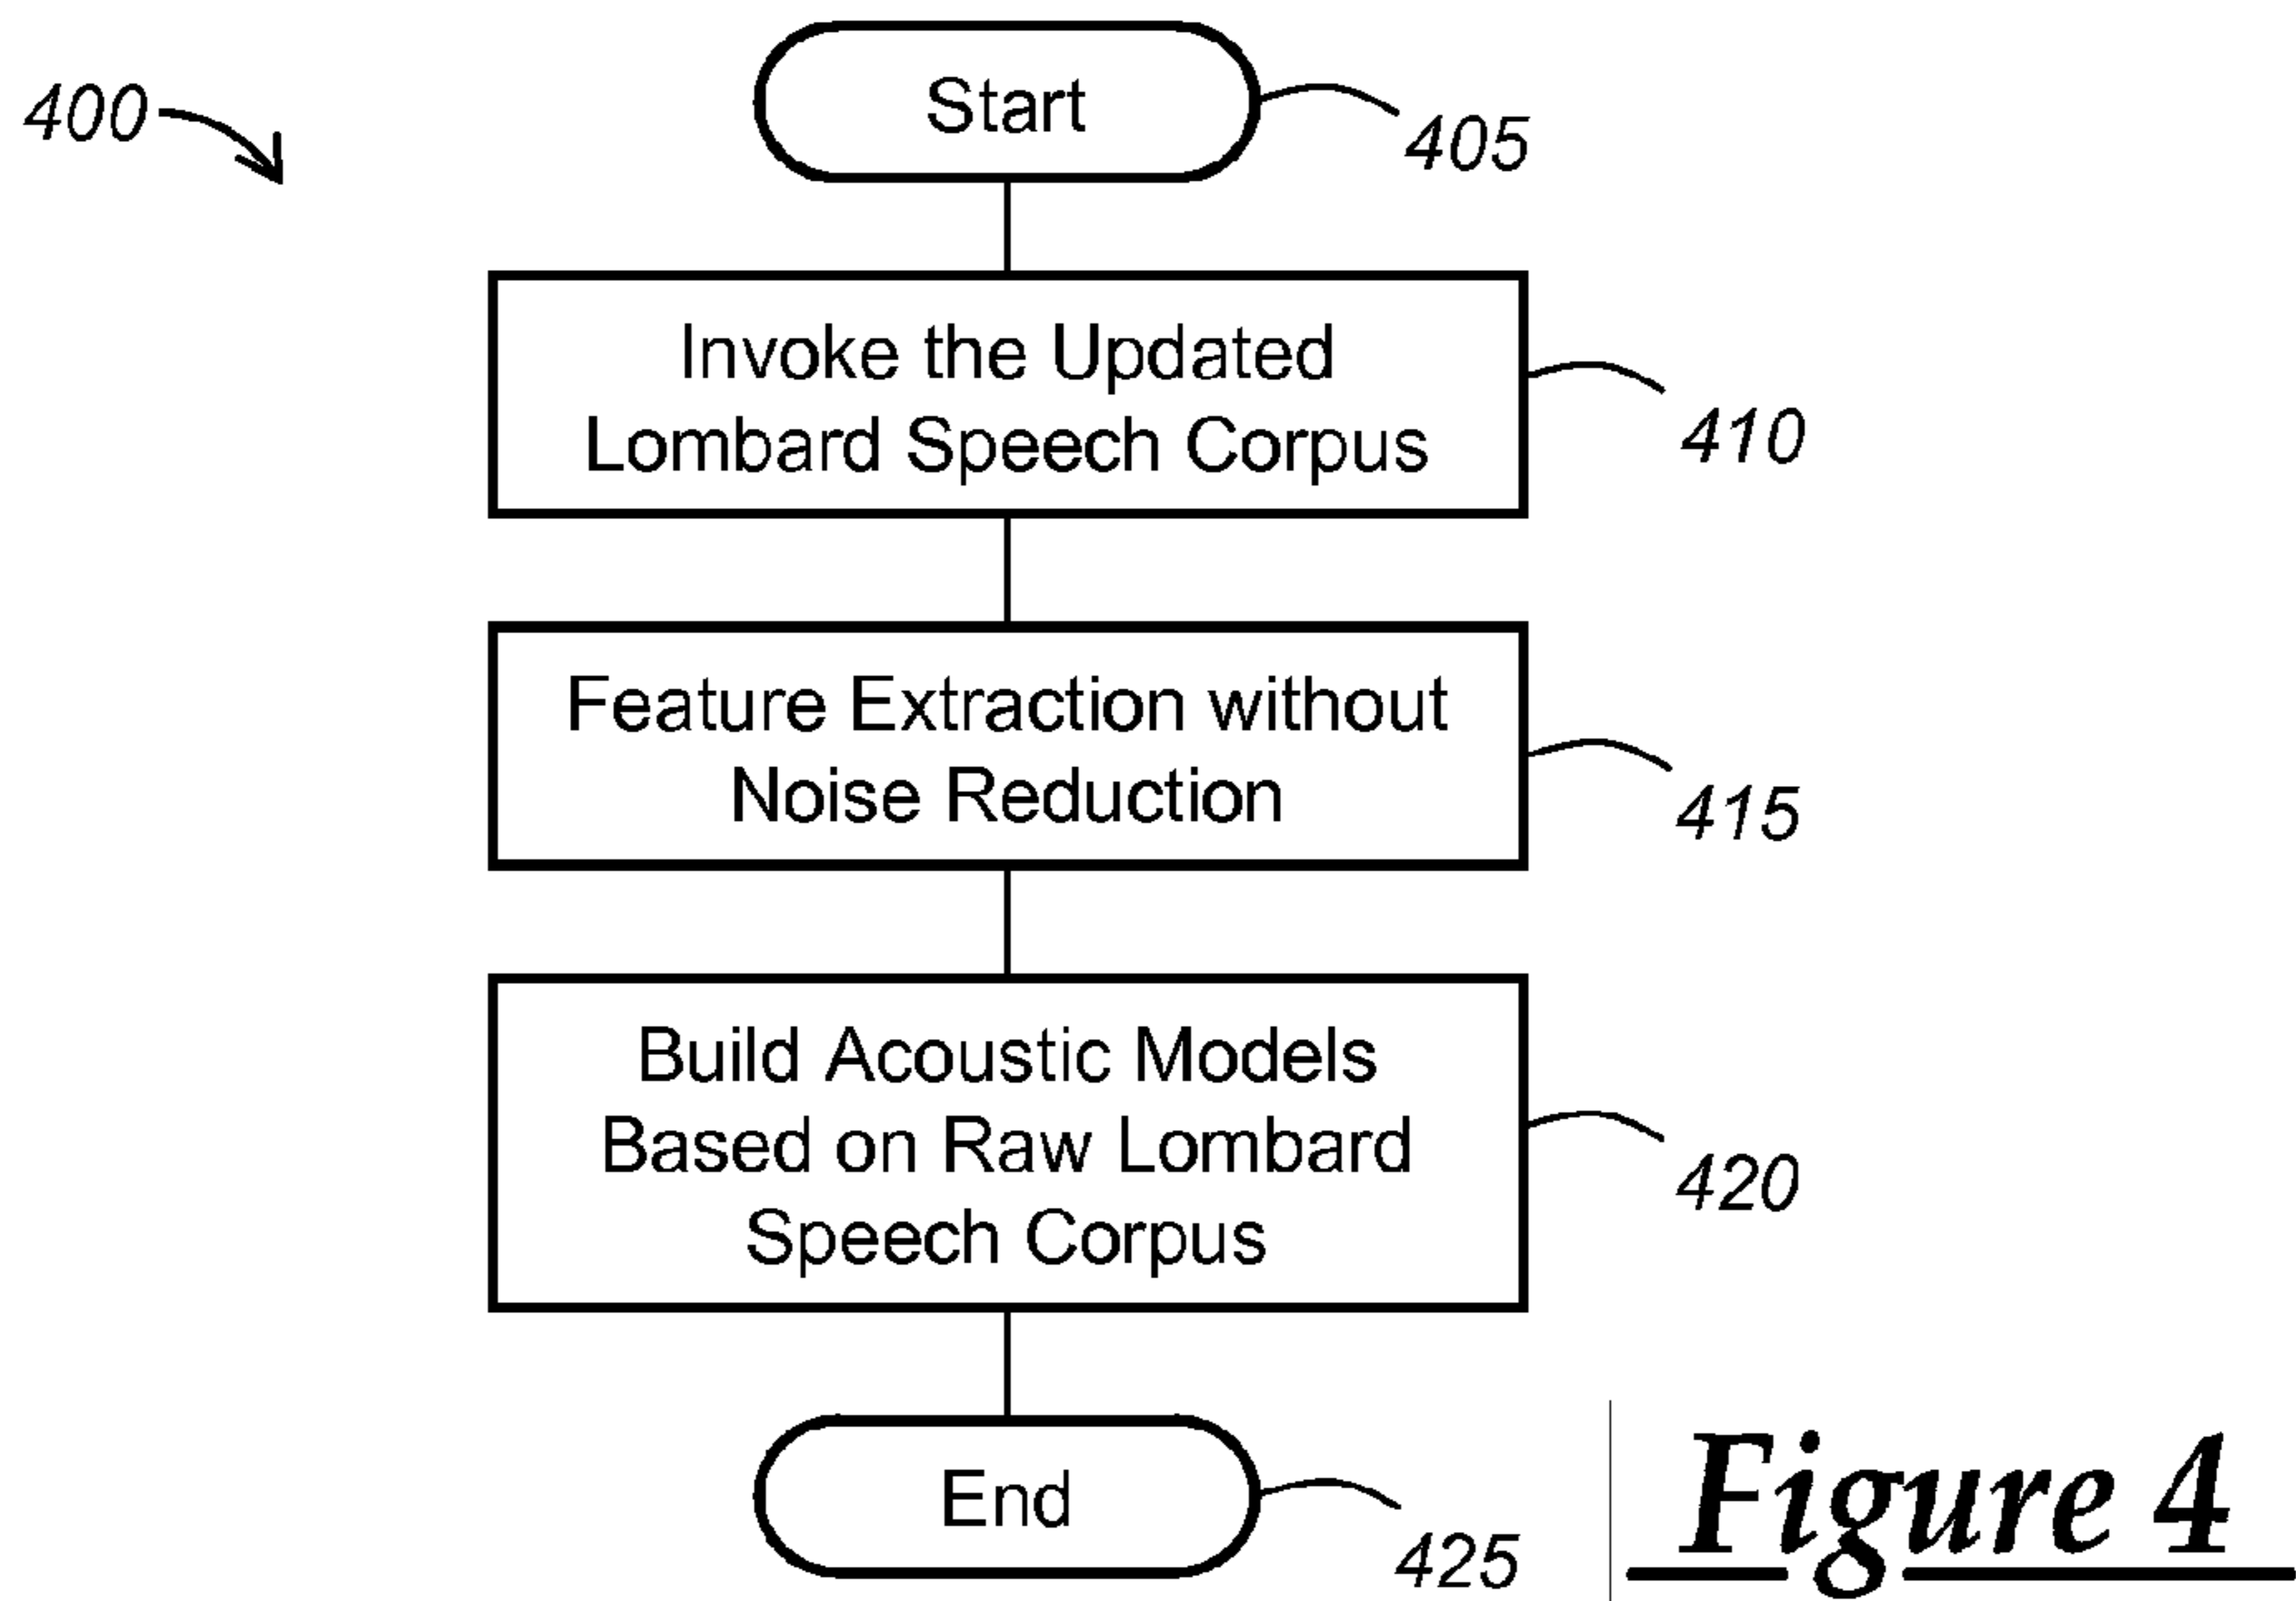 400
Start
405
Invoke the Updated
Lombard Speech Corpus
410
Feature Extraction without
Noise Reduction
415
Build Acoustic Models
Based on Raw Lombard
Speech Corpus
420
End
425
Figure 4